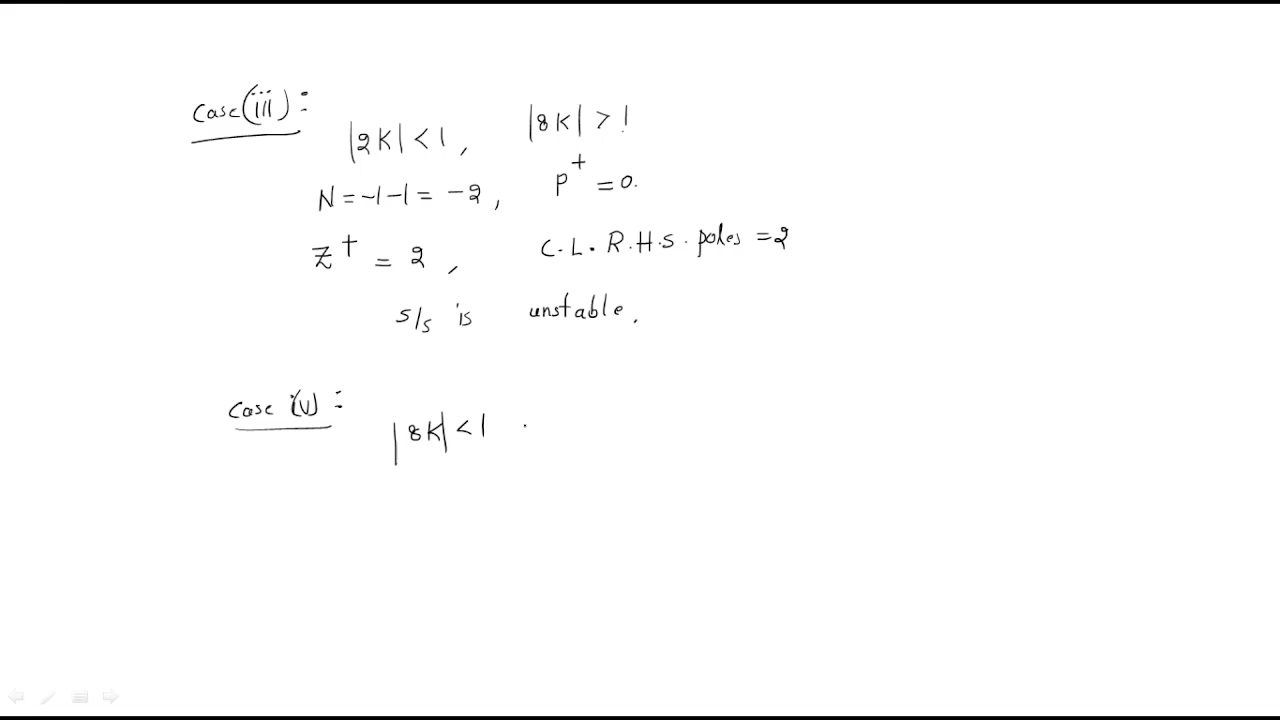 Case(iii) :
|2K| < 1 , |8K| > 1
N = -1-1 = -2 , P⁺ = 0.
Z⁺ = 2 , C.L. R.H.S. poles = 2
s/s is unstable.
Case (iv) :
|8K| < 1 .